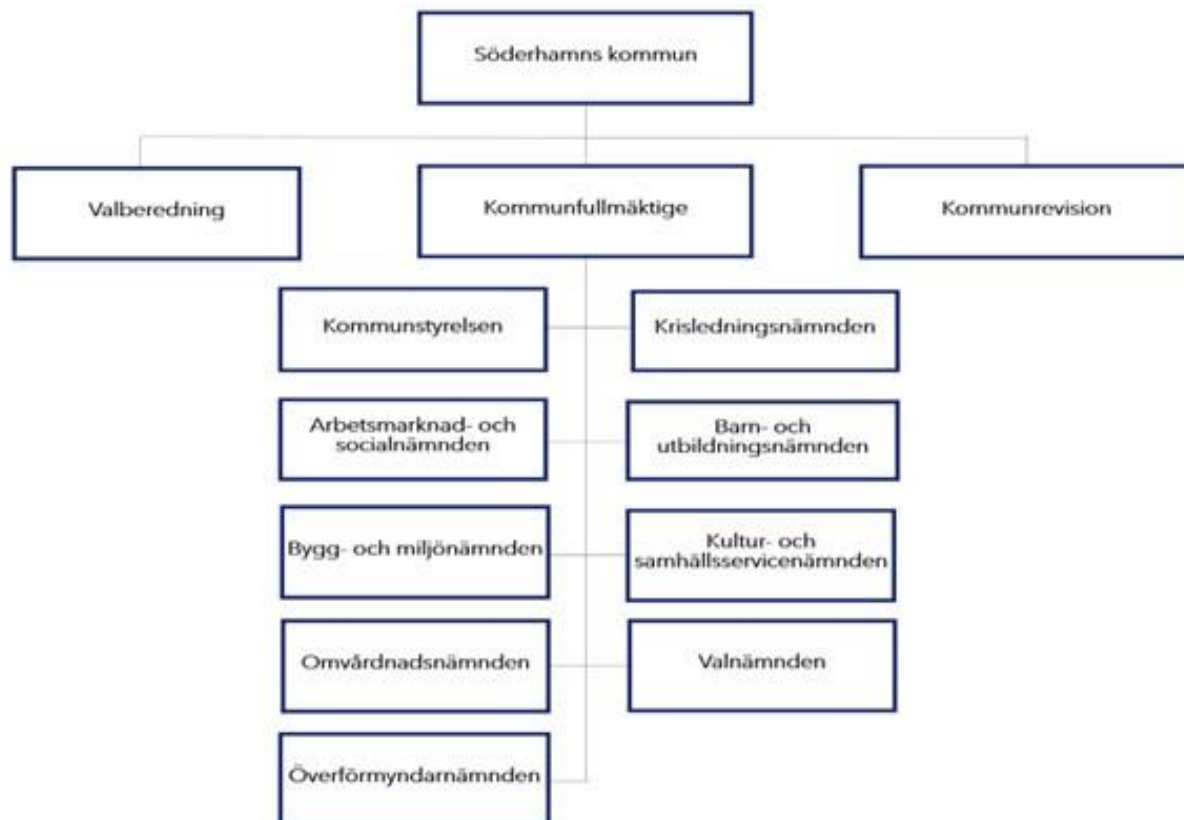 Söderhamns kommun
Valberedning
Kommunfullmäktige
Kommunrevision
Kommunstyrelsen
Krisledningsnämnden
Arbetsmarknad- och
socialnämnden
Barn- och
utbildningsnämnden
Bygg- och miljönämnden
Kultur- och
samhällsservicenämnden
Omvårdnadsnämnden
Valnämnden
Överförmyndarnämnden